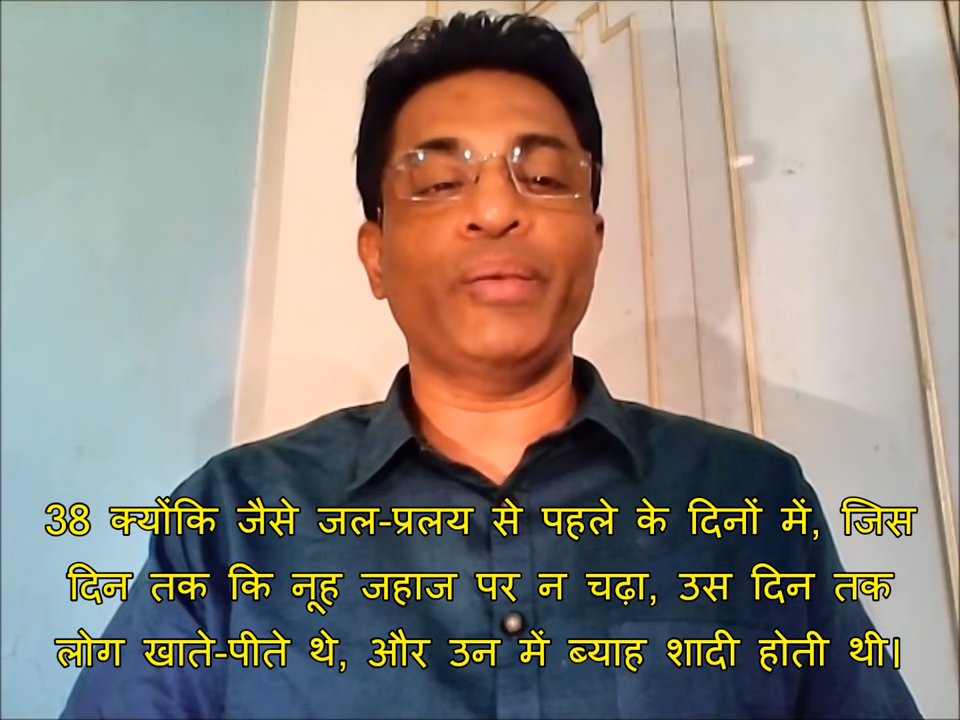 38 क्योंकि जैसे जल-प्रलय से पहले के दिनों में, जिस
दिन तक कि नूह जहाज पर न चढ़ा, उस दिन तक
लोग खाते-पीते थे, और उन में ब्याह शादी होती थी।